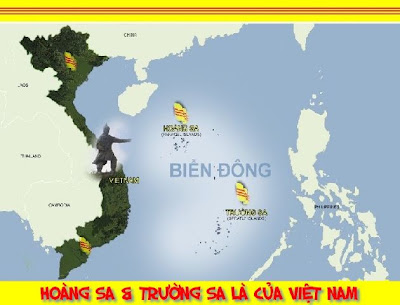 CHINA
LAOS
HOÀNG SA
(PARACEL ISLANDS)
THAILAND
BIỂN ĐÔNG
VIETNAM
TRƯỜNG SA
(SPRATLY ISLANDS)
CAMBODIA
PHILIPPINES
HOÀNG SA & TRƯỜNG SA LÀ CỦA VIỆT NAM